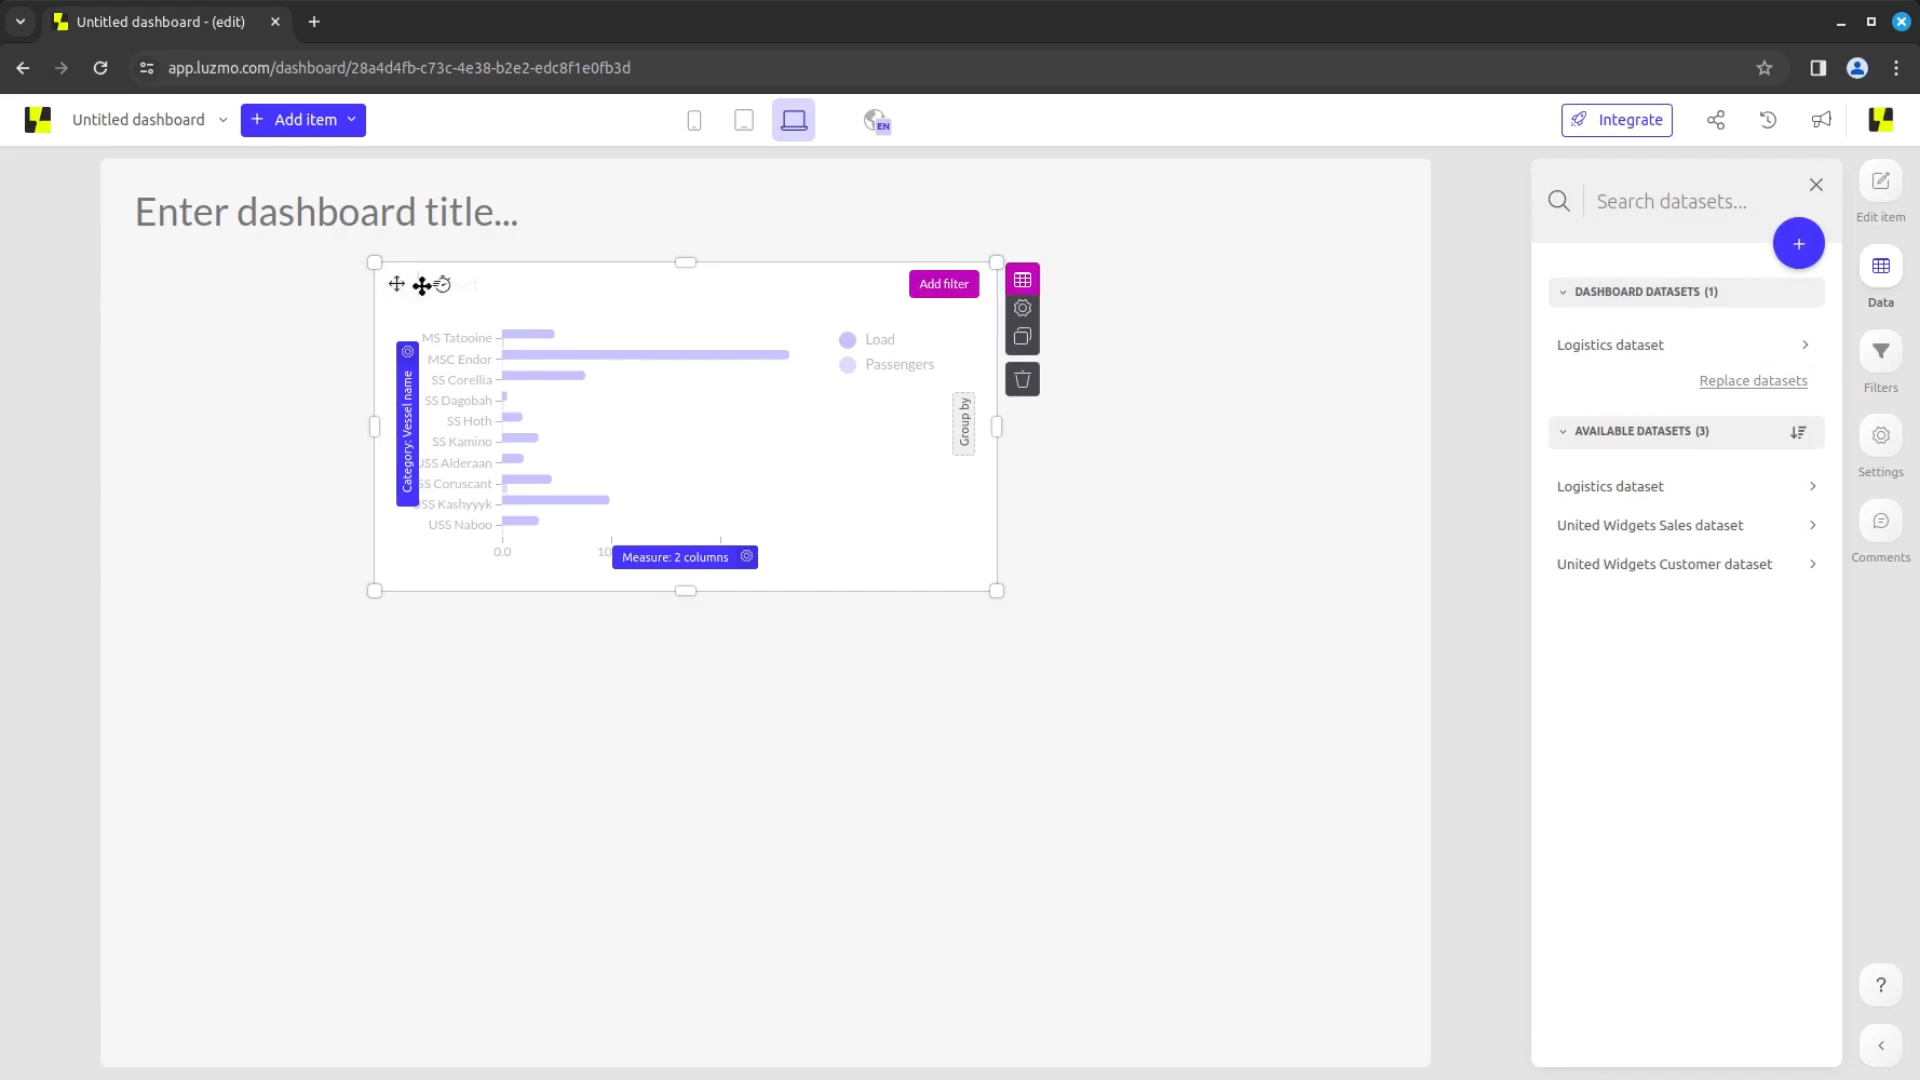 Untitled dashboard - (edit)
app.luzmo.com/dashboard/28a4d4fb-c73c-4e38-b2e2-edc8f1e0fb3d
Untitled dashboard
Add item
EN
Integrate
Enter dashboard title...
Add filter
MS Tatooine
MSC Endor
SS Corellia
SS Dagobah
SS Hoth
SS Kamino
USS Alderaan
SS Coruscant
USS Kashyyyk
USS Naboo
0.0
10
Category: Vessel name
Measure: 2 columns
Load
Passengers
Group by
Search datasets...
DASHBOARD DATASETS (1)
Logistics dataset
Replace datasets
AVAILABLE DATASETS (3)
Logistics dataset
United Widgets Sales dataset
United Widgets Customer dataset
Edit item
Data
Filters
Settings
Comments
?